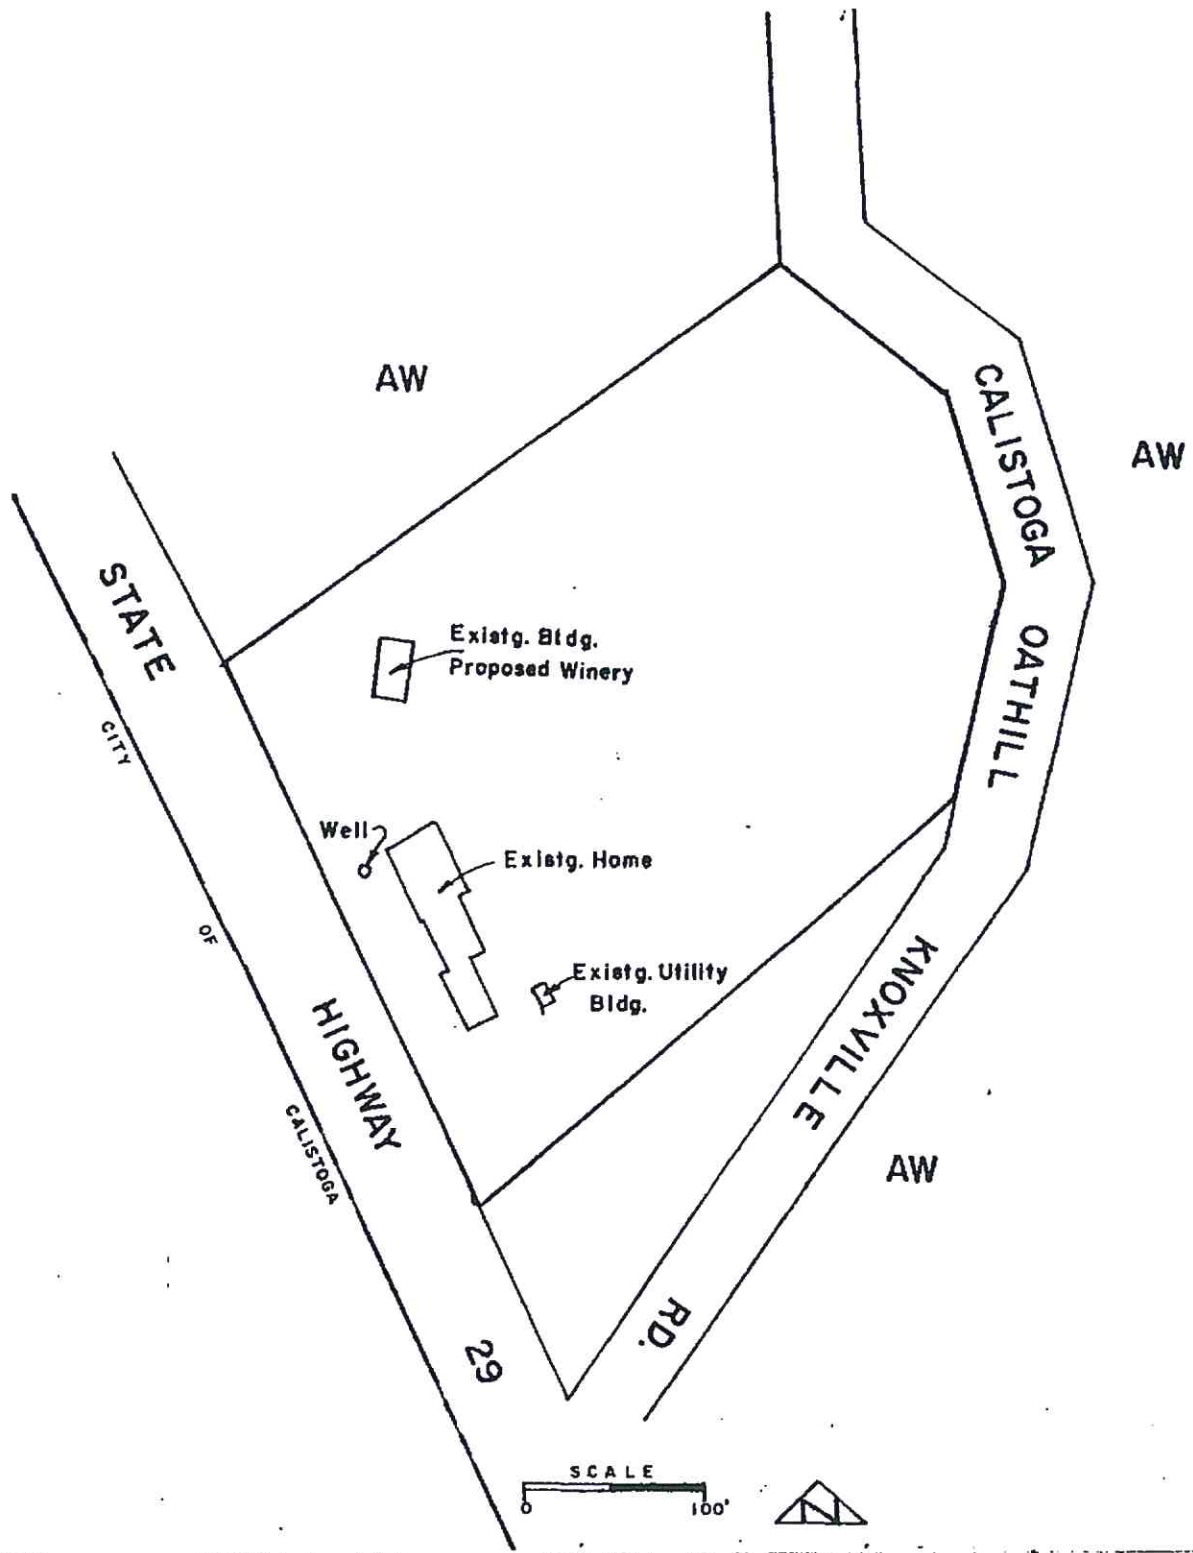 AW
AW
CALISTOGA OATHILL
KNOXVILLE
RD.
STATE
HIGHWAY
29
CITY
OF
CALISTOGA
Existg. Bldg.
Proposed Winery
Well
Existg. Home
Existg. Utility
Bldg.
AW
SCALE
0 100'
N